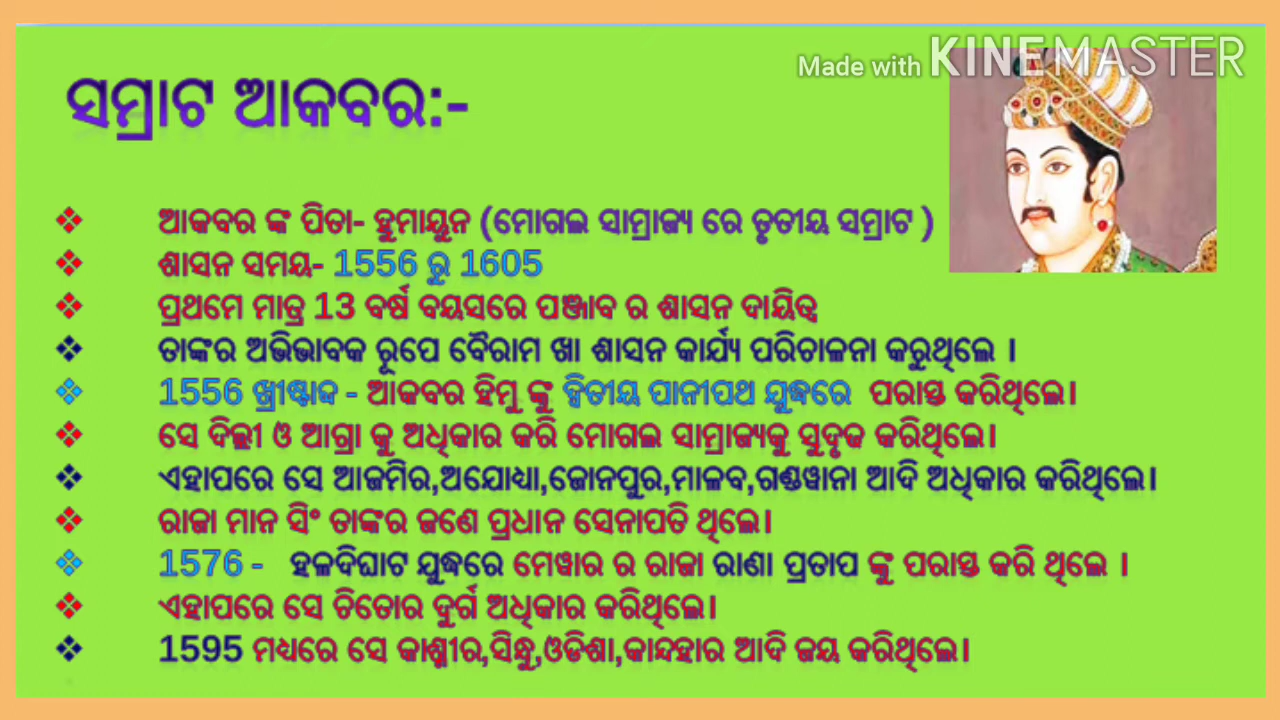 Made with KINEMASTER
ସମ୍ରାଟ ଆକବର:-
ଆକବର ଙ୍କ ପିତା- ହୁମାୟୁନ (ମୋଗଲ ସାମ୍ରାଜ୍ୟ ରେ ତୃତୀୟ ସମ୍ରାଟ )
ଶାସନ ସମୟ- 1556 ରୁ 1605
ପ୍ରଥମେ ମାତ୍ର 13 ବର୍ଷ ବୟସରେ ପଞ୍ଜାବ ର ଶାସନ ଦାୟିତ୍ଵ
ତାଙ୍କର ଅଭିଭାବକ ରୂପେ ବୈରାମ ଖା ଶାସନ କାର୍ଯ୍ୟ ପରିଚାଳନା କରୁଥିଲେ ।
1556 ଖ୍ରୀଷ୍ଟାବ୍ଦ - ଆକବର ହିମୁ ଙ୍କୁ ଦ୍ଵିତୀୟ ପାନୀପଥ ଯୁଦ୍ଧରେ ପରାସ୍ତ କରିଥିଲେ।
ସେ ଦିଲ୍ଲୀ ଓ ଆଗ୍ରା କୁ ଅଧିକାର କରି ମୋଗଲ ସାମ୍ରାଜ୍ୟକୁ ସୁଦୃଢ କରିଥିଲେ।
ଏହାପରେ ସେ ଆଜମିର,ଅଯୋଧ୍ୟା,ଜୋନପୁର,ମାଳବ,ଗଣ୍ଡୱାନା ଆଦି ଅଧିକାର କରିଥିଲେ।
ରାଜା ମାନ ସିଂ ତାଙ୍କର ଜଣେ ପ୍ରଧାନ ସେନାପତି ଥିଲେ।
1576 - ହଳଦିଘାଟ ଯୁଦ୍ଧରେ ମେୱାର ର ରାଜା ରାଣା ପ୍ରତାପ ଙ୍କୁ ପରାସ୍ତ କରି ଥିଲେ ।
ଏହାପରେ ସେ ଚିତୋର ଦୁର୍ଗ ଅଧିକାର କରିଥିଲେ।
1595 ମଧ୍ୟରେ ସେ କାଶ୍ମୀର,ସିନ୍ଧୁ,ଓଡିଶା,କାନ୍ଦହାର ଆଦି ଜୟ କରିଥିଲେ।